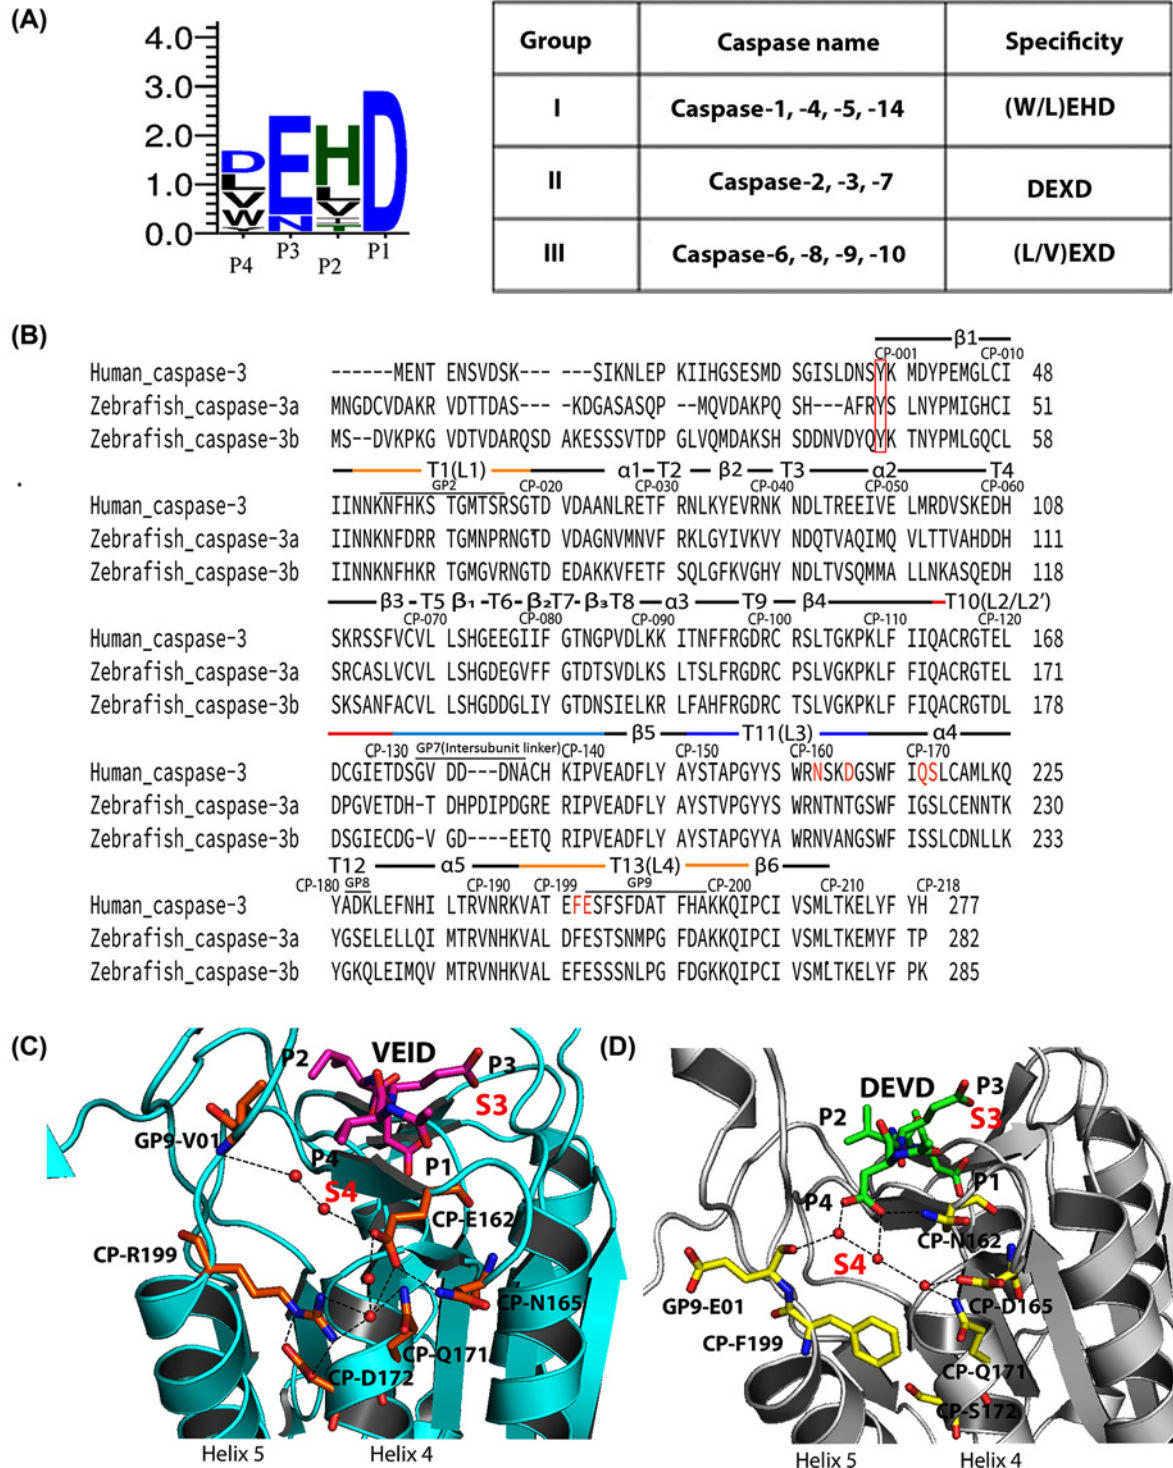 (A)
4.0
3.0
2.0
1.0
0.0
D
L
V
W
E
N
H
L
V
I
T
D
P4
P3
P2
P1
Group Caspase name Specificity
I Caspase-1, -4, -5, -14 (W/L)EHD
II Caspase-2, -3, -7 DEXD
III Caspase-6, -8, -9, -10 (L/V)EXD
(B)
β1
CP-001 CP-010
Human_caspase-3 ------MENT ENSVDSK--- --SIKNLEP KIIHGSESMD SGISLDNSYK MDYPEMGLCI 48
Zebrafish_caspase-3a MNGDCVDAKR VDTTDAS--- -KDGASASQP --MQVDAKPQ SH---AFRYS LNYPMIGHCI 51
Zebrafish_caspase-3b MS--DVKPKG VDTVDARQSD AKESSSVTDP GLVQMDAKSH SDDNVDYQYK TNYPMLGQCL 58
T1(L1) α1 T2 β2 T3 α2 T4
GP2 CP-020 CP-030 CP-040 CP-050 CP-060
Human_caspase-3 IINNKNFHKS TGMTSRSGTD VDAANLRETF RNLKYEVRNK NDLTREEIVE LMRDVSKEDH 108
Zebrafish_caspase-3a IINNKNFDRR TGMNPRNGTD VDAGNVMNVF RKLGYIVKVY NDQTVAQIMQ VLTTVAHDDH 111
Zebrafish_caspase-3b IINNKNFHKR TGMGVRNGTD EDAKKVFETF SQLGFKVGHY NDLTVSQMMA LLNKASQEDH 118
β3 T5 β₁ T6 β₂ T7 β₃ T8 α3 T9 β4 T10(L2/L2')
CP-070 CP-080 CP-090 CP-100 CP-110 CP-120
Human_caspase-3 SKRSSFVCVL LSHGEEGIIF GTNGPVDLKK ITNFFRGDRC RSLTGKPKLF IIQACRGTEL 168
Zebrafish_caspase-3a SRCASLVCVL LSHGDEGVFF GTDTSVDLKS LTSLFRGDRC PSLVGKPKLF FIQACRGTEL 171
Zebrafish_caspase-3b SKSANFACVL LSHGDDGLIY GTDNSIELKR LFAHFRGDRC TSLVGKPKLF FIQACRGTDL 178
β5 T11(L3) α4
CP-130 GP7(Intersubunit linker) CP-140 CP-150 CP-160 CP-170
Human_caspase-3 DCGIETDSGV DD---DNACH KIPVEADFLY AYSTAPGYYS WRNSKDGSWF IQSLCAMLKQ 225
Zebrafish_caspase-3a DPGVETDH-T DHPDIPDGRE RIPVEADFLY AYSTVPGYYS WRNTNTGSWF IGSLCENNTK 230
Zebrafish_caspase-3b DSGIECDG-V GD----EETQ RIPVEADFLY AYSTAPGYYA WRNVANGSWF ISSLCDNLLK 233
T12 α5 T13(L4) β6
CP-180 GP8 CP-190 CP-199 GP9 CP-200 CP-210 CP-218
Human_caspase-3 YADKLEFNHI LTRVNRKVAT EFESFSFDAT FHAKKQIPCI VSMLTKELYF YH 277
Zebrafish_caspase-3a YGSELELLQI MTRVNHKVAL DFESTSNMPG FDAKKQIPCI VSMLTKEMYF TP 282
Zebrafish_caspase-3b YGKQLEIMQV MTRVNHKVAL EFESSSNLPG FDGKKQIPCI VSMLTKELYF PK 285
(C)
VEID
P2
P3
S3
GP9-V01
P4
P1
S4
CP-E162
CP-R199
CP-N165
CP-Q171
CP-D172
Helix 5
Helix 4
(D)
DEVD
P3
P2
S3
P1
P4
CP-N162
S4
GP9-E01
CP-D165
CP-F199
CP-Q171
CP-S172
Helix 5
Helix 4